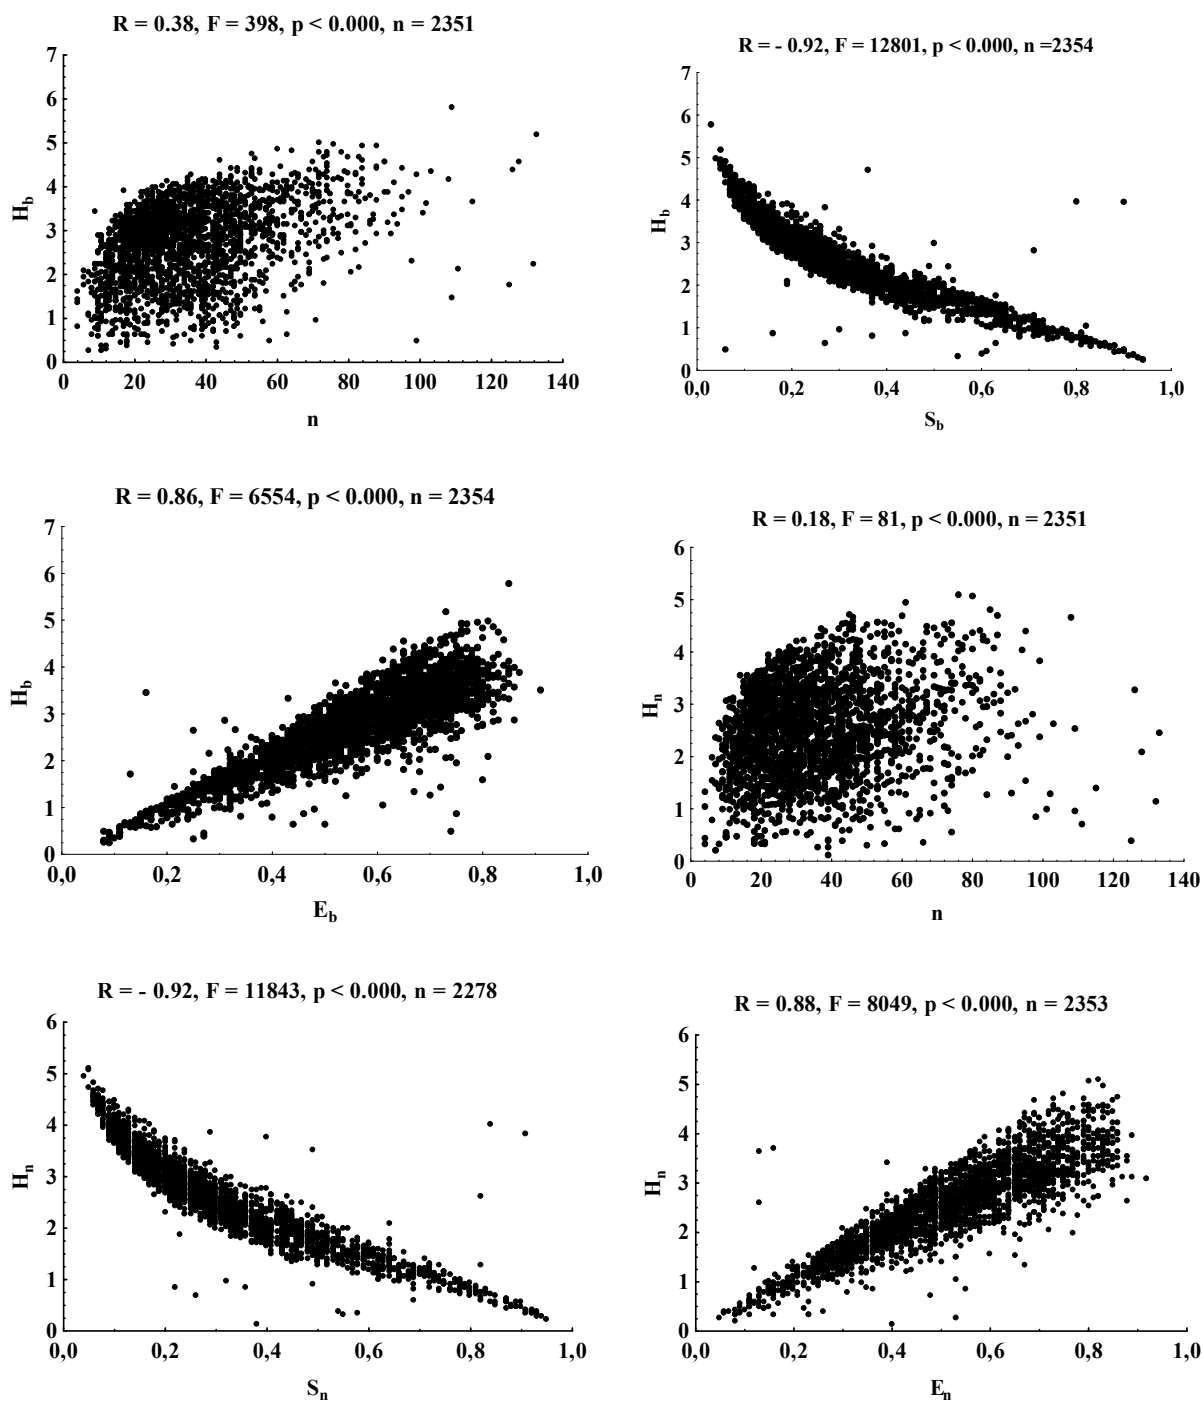 R = 0.38, F = 398, p < 0.000, n = 2351
7
6
5
4
3
2
1
0
H_b
0 20 40 60 80 100 120 140
n
R = - 0.92, F = 12801, p < 0.000, n =2354
7
6
5
4
3
2
1
0
H_b
0,0 0,2 0,4 0,6 0,8 1,0
S_b
R = 0.86, F = 6554, p < 0.000, n = 2354
7
6
5
4
3
2
1
0
H_b
0,0 0,2 0,4 0,6 0,8 1,0
E_b
R = 0.18, F = 81, p < 0.000, n = 2351
6
5
4
3
2
1
0
H_n
0 20 40 60 80 100 120 140
n
R = - 0.92, F = 11843, p < 0.000, n = 2278
6
5
4
3
2
1
0
H_n
0,0 0,2 0,4 0,6 0,8 1,0
S_n
R = 0.88, F = 8049, p < 0.000, n = 2353
6
5
4
3
2
1
0
H_n
0,0 0,2 0,4 0,6 0,8 1,0
E_n